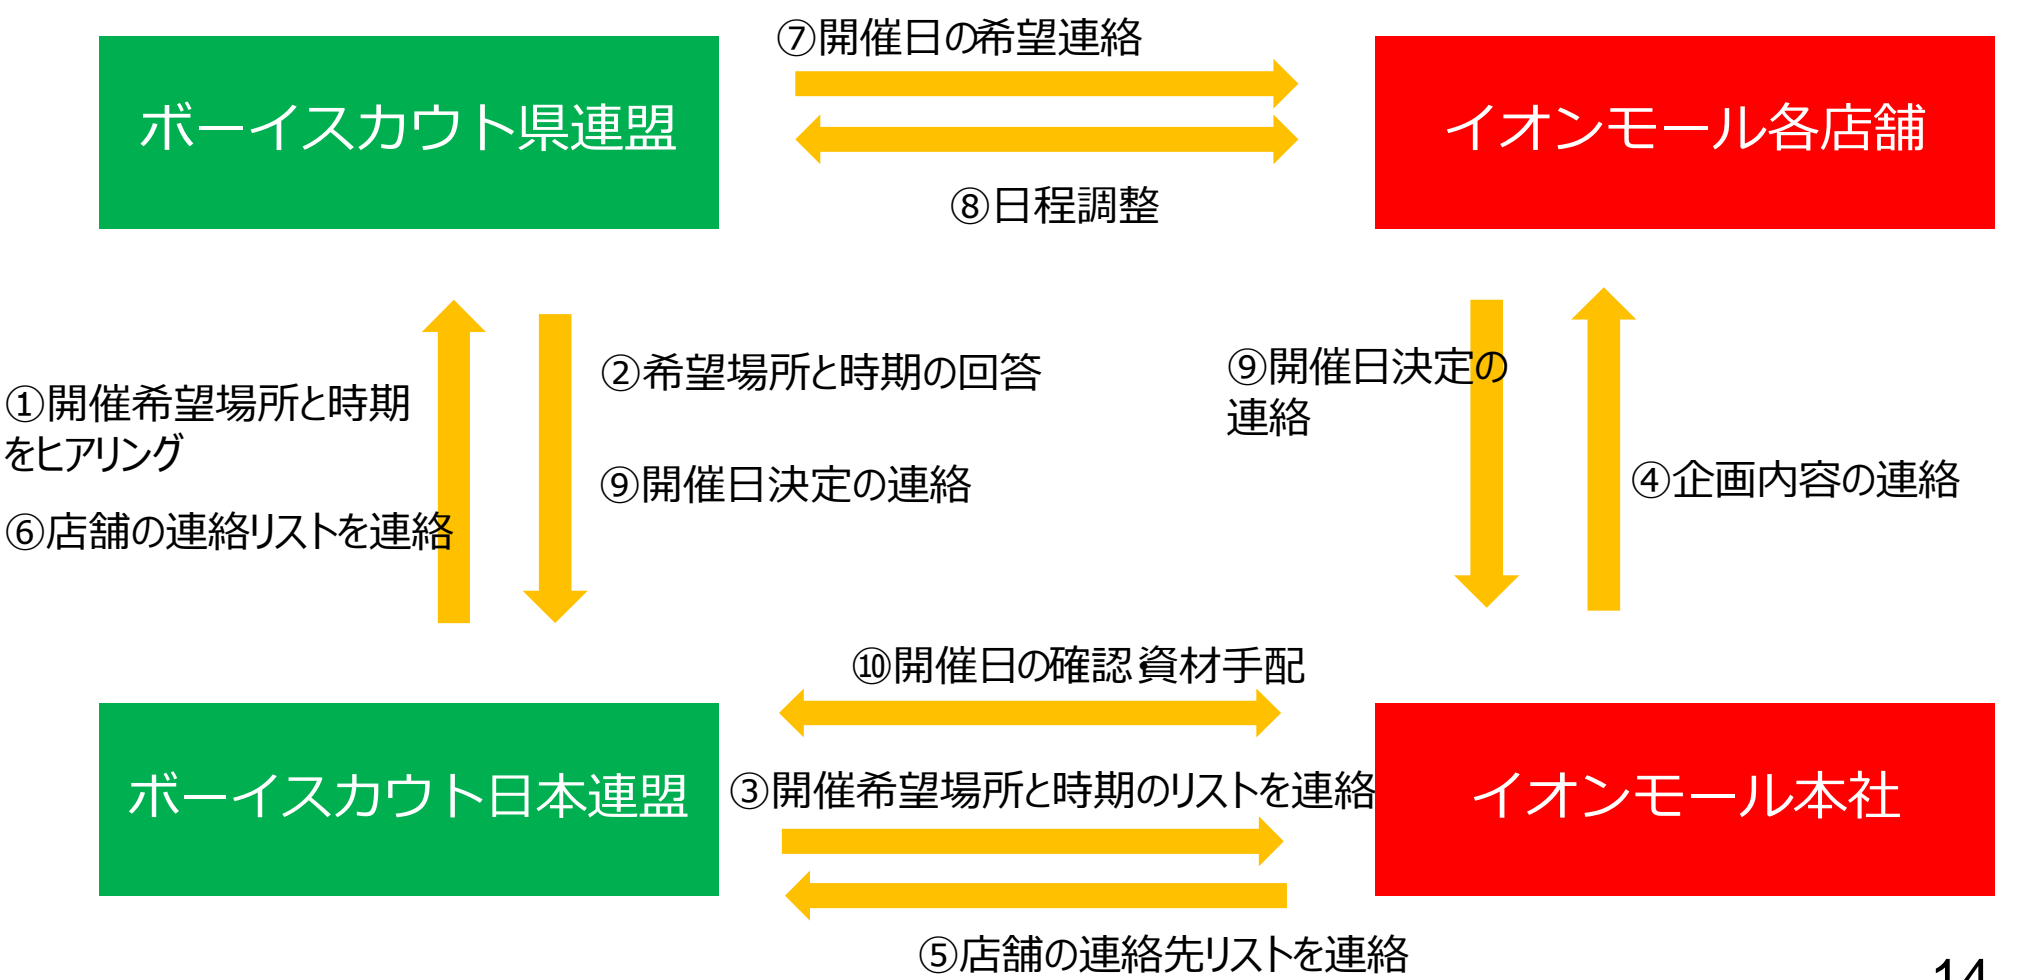 ⑦開催日の希望連絡
ボーイスカウト県連盟
イオンモール各店舗
⑧日程調整
①開催希望場所と時期
をヒアリング
②希望場所と時期の回答
⑨開催日決定の
連絡
⑨開催日決定の連絡
④企画内容の連絡
⑥店舗の連絡リストを連絡
⑩開催日の確認・資材手配
ボーイスカウト日本連盟
③開催希望場所と時期のリストを連絡
イオンモール本社
⑤店舗の連絡先リストを連絡
14